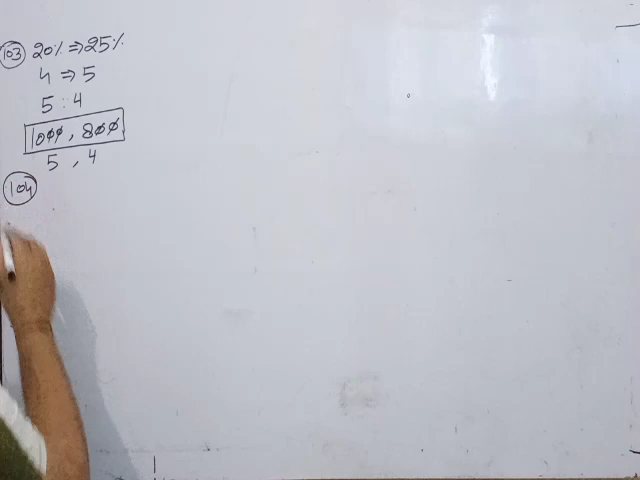 103 20% ⇒ 25%
4 ⇒ 5
5 : 4
1000, 800
5 , 4
104